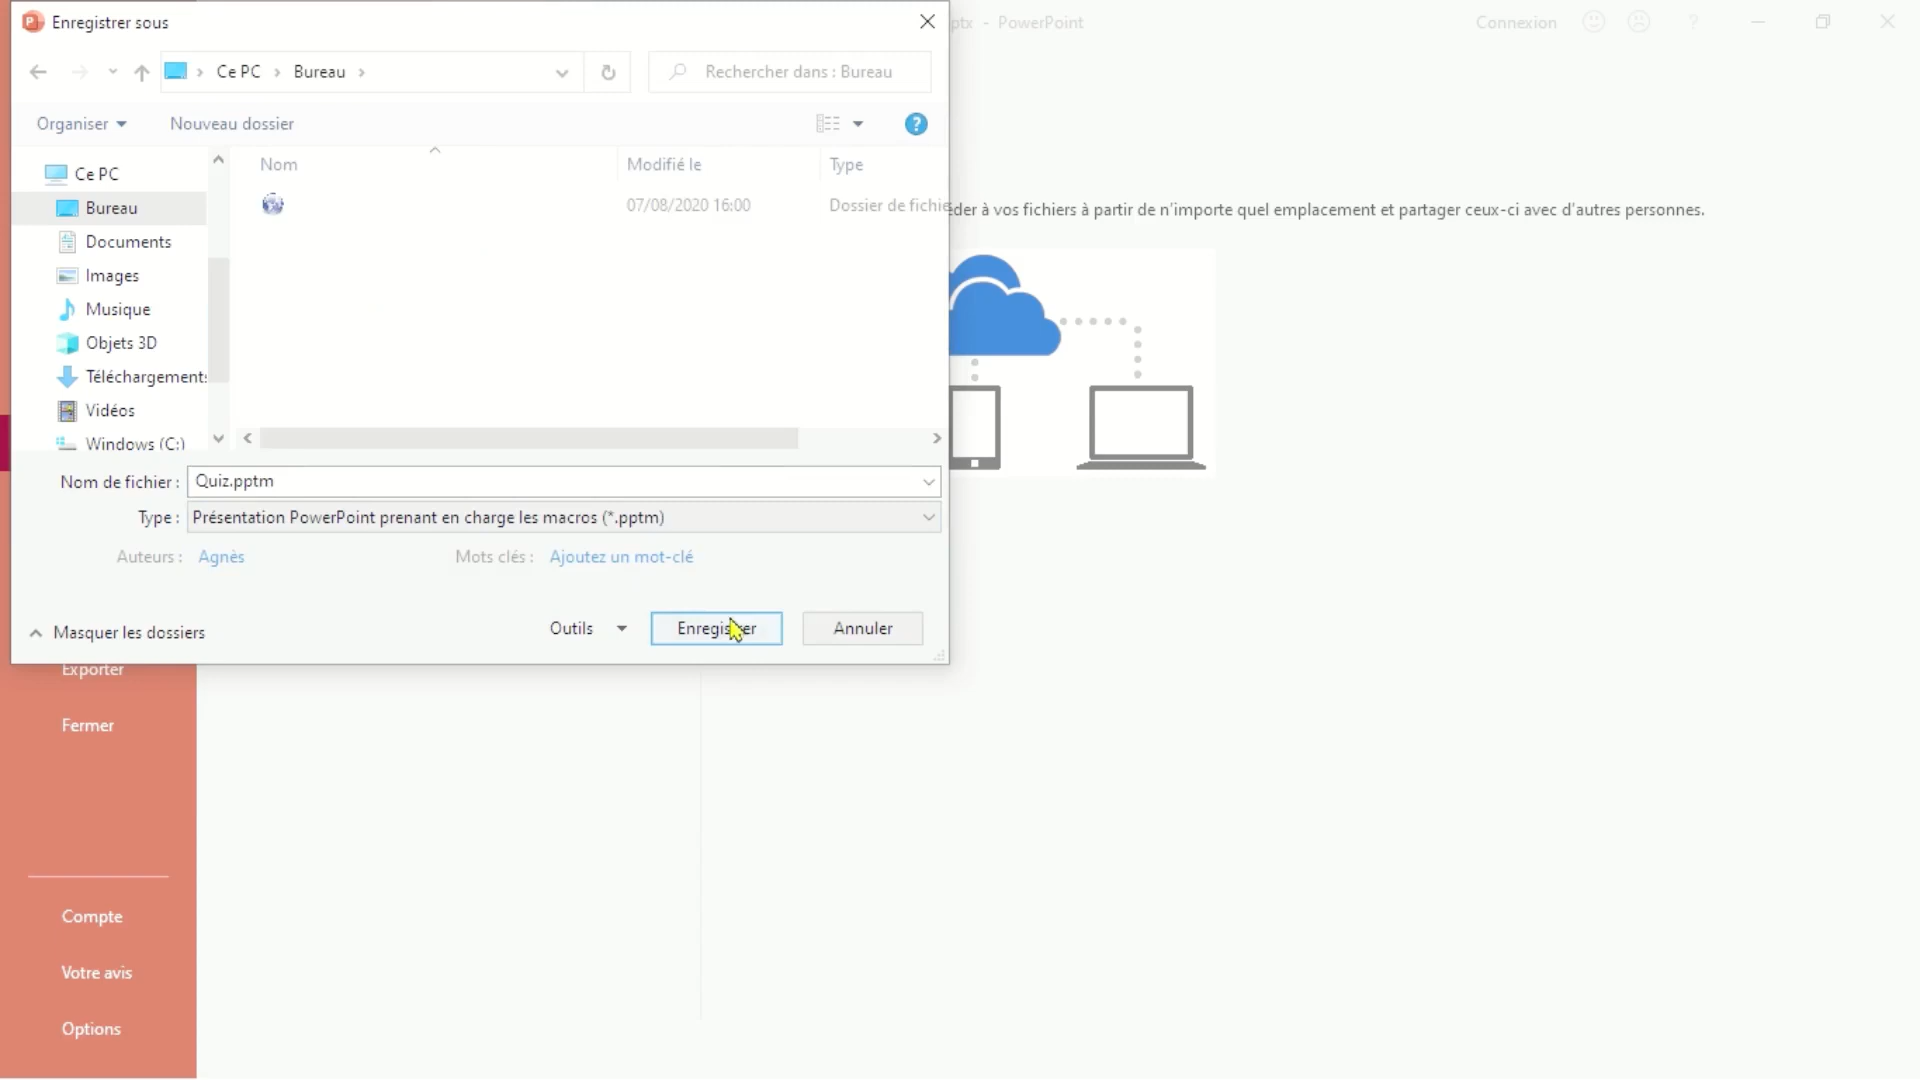 Enregistrer sous
ptx - PowerPoint
Connexion
?
Ce PC > Bureau >
Rechercher dans : Bureau
Organiser
Nouveau dossier
?
Nom
Modifié le
Type
Ce PC
Bureau
07/08/2020 16:00
Dossier de fichie
éder à vos fichiers à partir de n'importe quel emplacement et partager ceux-ci avec d'autres personnes.
Documents
Images
Musique
Objets 3D
Téléchargements
Vidéos
Windows (C:)
Nom de fichier : Quiz.pptm
Type : Présentation PowerPoint prenant en charge les macros (*.pptm)
Auteurs : Agnès
Mots clés : Ajoutez un mot-clé
Masquer les dossiers
Outils
Enregistrer
Annuler
Exporter
Fermer
Compte
Votre avis
Options